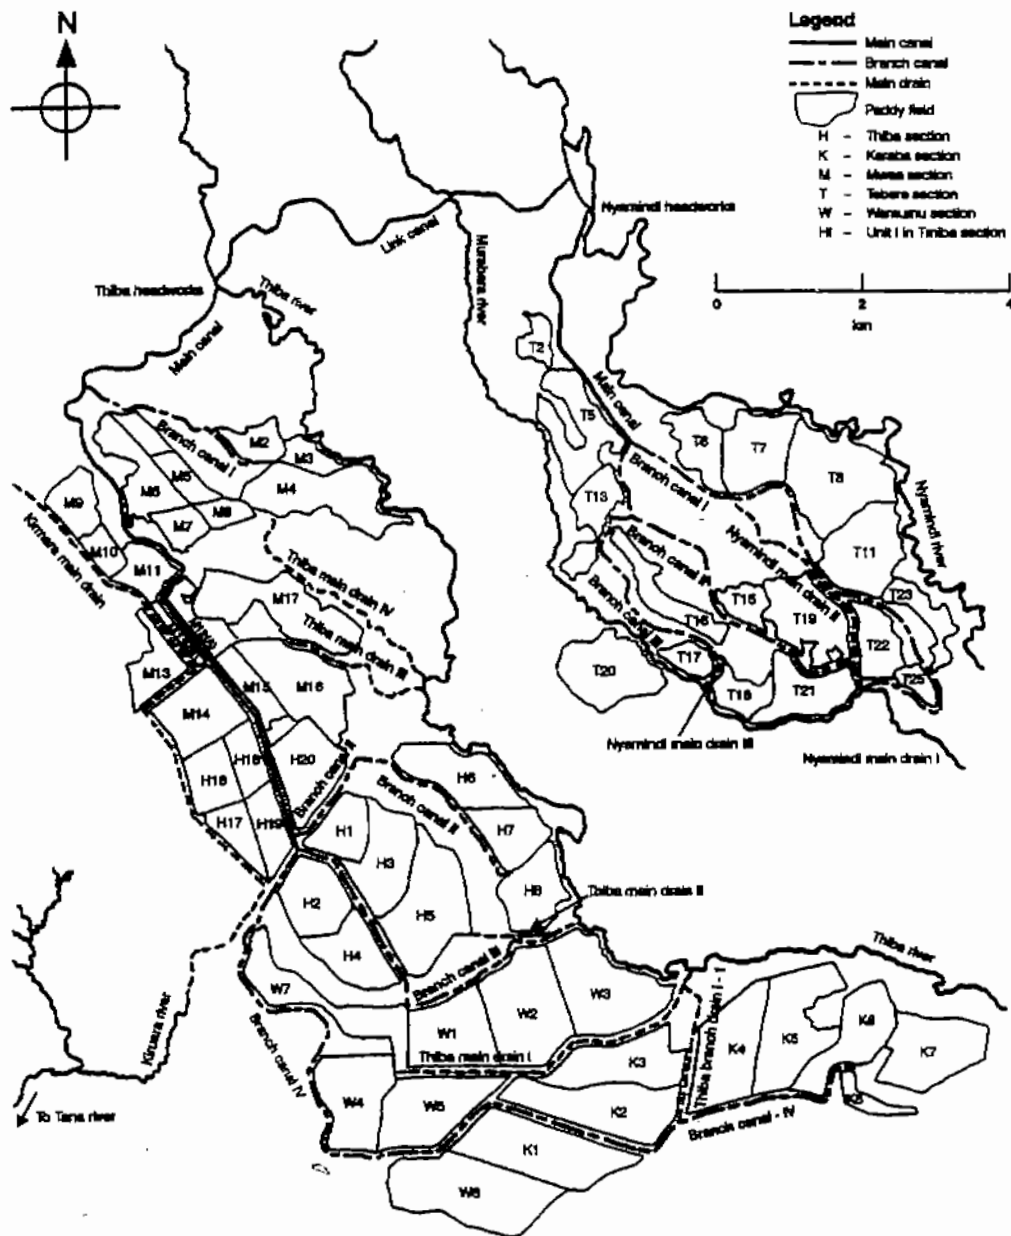 N
Legend
Main canal
Branch canal
Main drain
Paddy field
H – Thiba section
K – Karaba section
M – Mwea section
T – Tebere section
W – Wamumu section
HI – Unit I in Thiba section
0 2 4
km
Nyamindi headworks
Link canal
Murubara river
Thiba headworks
Thiba river
Main canal
T2
Main canal
T5
T6
T7
T8
Branch canal I
M2
M3
M5
M4
M6
M9
M7
M8
T13
Branch canal I
Nyamindi river
Kirmara main drain
M10
M11
Branch canal II
Nyamindi main drain II
T11
Thiba main drain IV
M17
T23
T15
T16
T19
Branch canal III
T22
Thiba main drain III
M13
M15
M16
T17
T20
T25
T18
T21
M14
Nyamindi main drain III
Nyamindi main drain I
H20
H16
H18
Branch canal II
H6
Branch canal II
H17
H19
H1
H7
H3
H8
Thiba main drain II
H2
H5
H4
Branch canal III
Thiba river
W7
W3
W2
W1
Thiba branch drain I - 1
K4
K5
K6
K7
Kiruara river
Branch canal IV
Thiba main drain I
K3
To Tana river
W4
W5
K2
Branch canal - IV
K1
W6